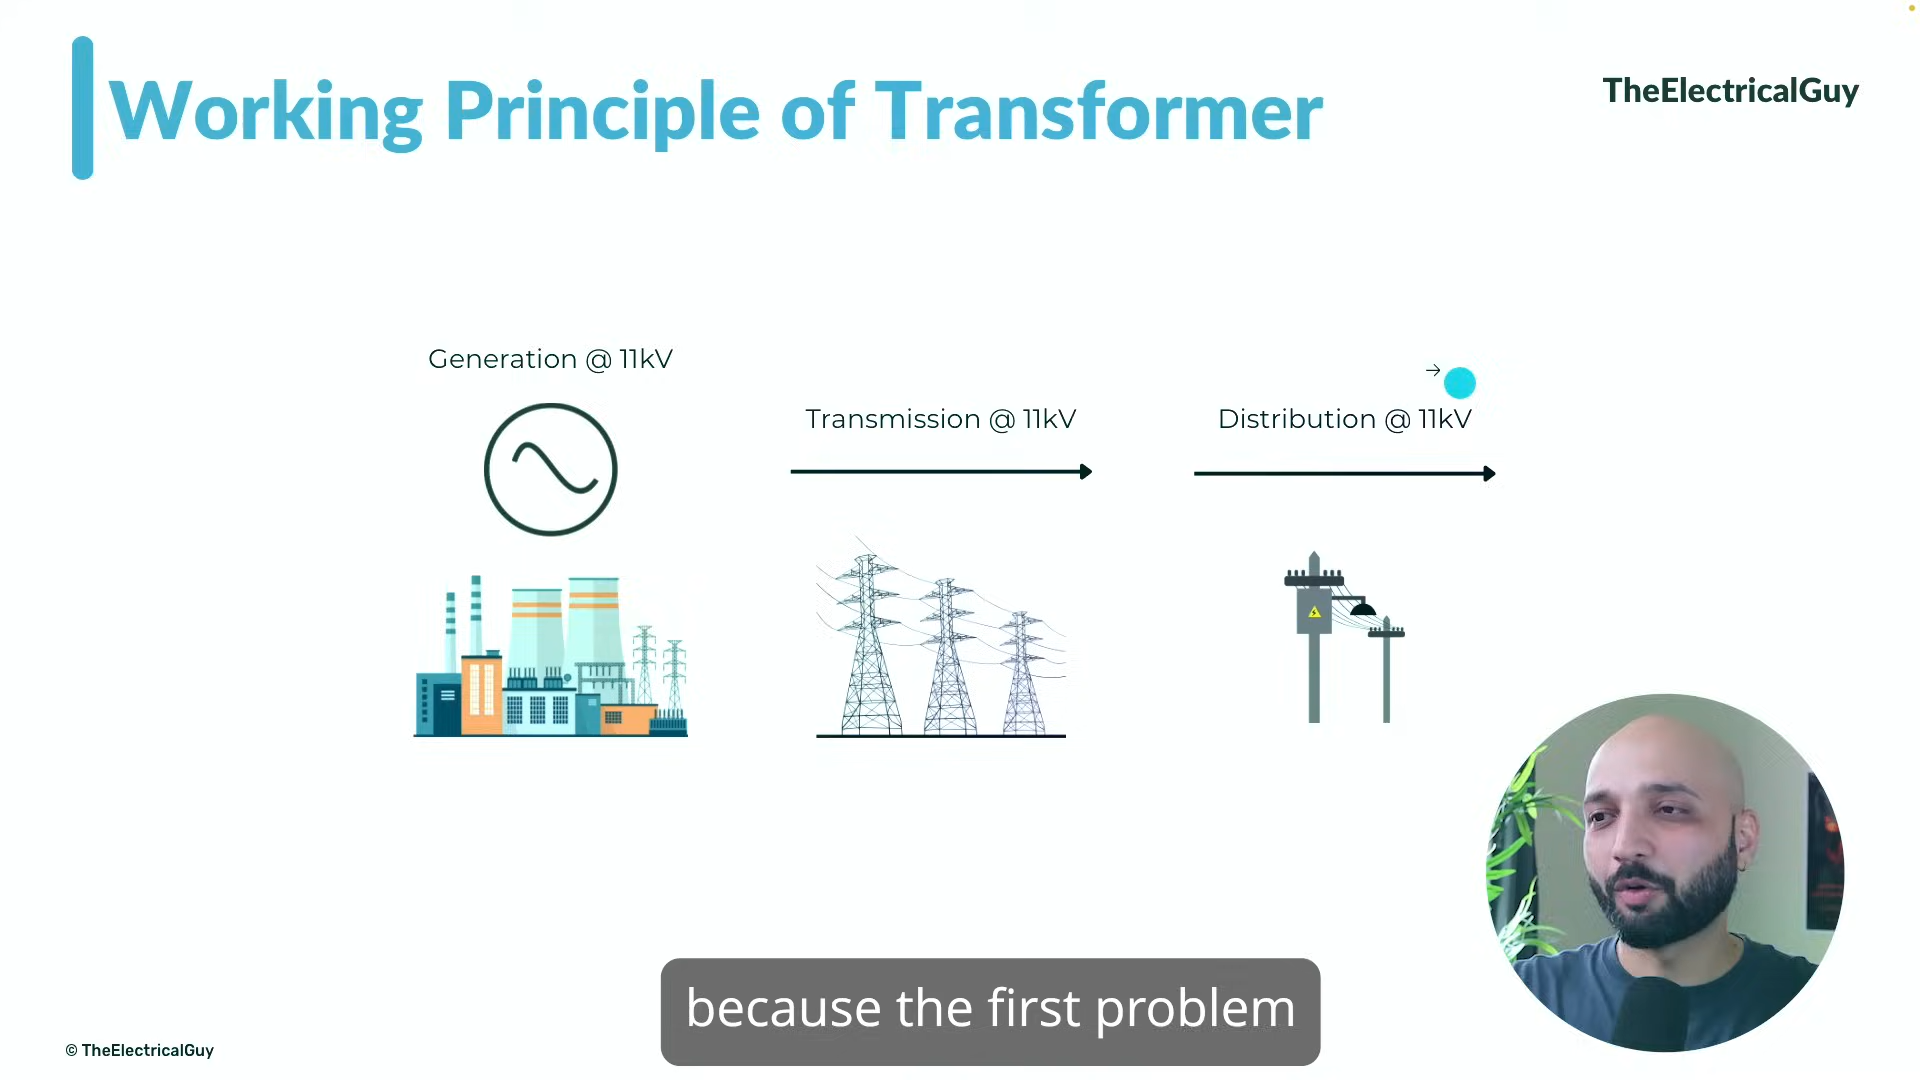 Working Principle of Transformer
TheElectricalGuy
Generation @ 11kV
Transmission @ 11kV
Distribution @ 11kV
because the first problem
© TheElectricalGuy